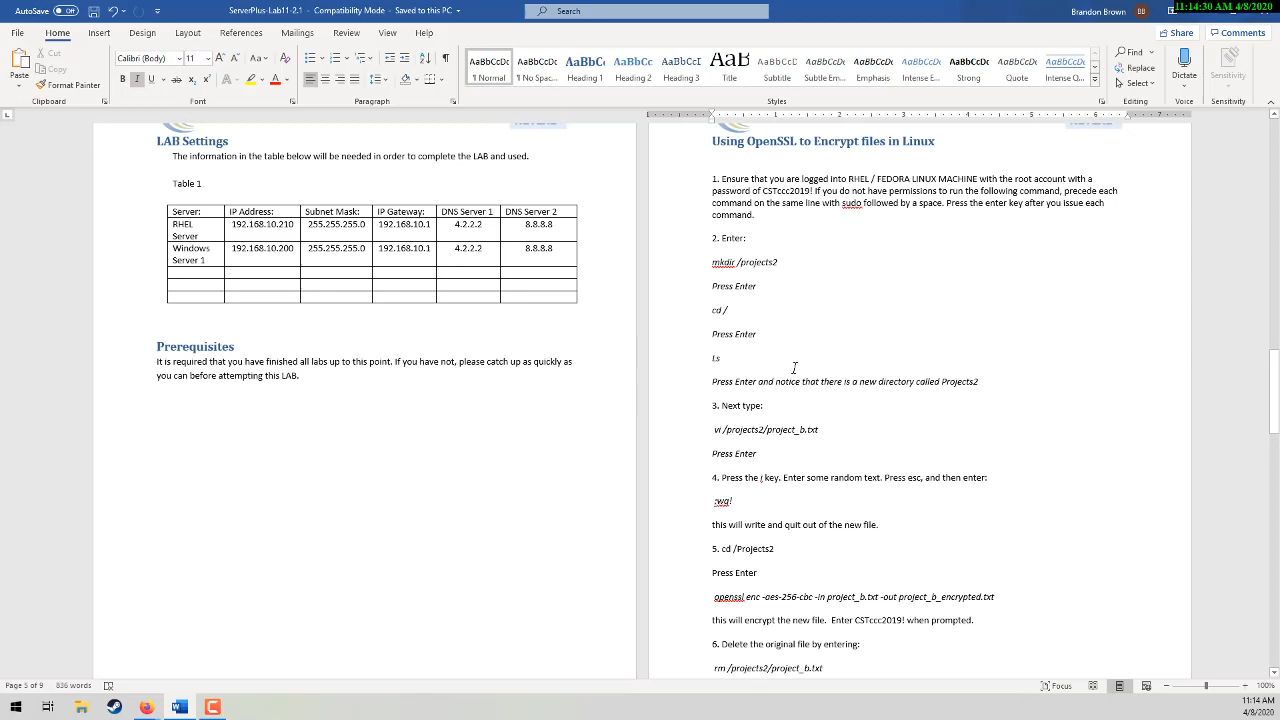 AutoSave Off ServerPlus-Lab11-2.1 - Compatibility Mode - Saved to this PC Search Brandon Brown BB 11:14:30 AM 4/8/2020
File Home Insert Design Layout References Mailings Review View Help Share Comments
Paste Cut Copy Format Painter
Calibri (Body) 11
AaBbCcDc AaBbCcDc AaBbCc AaBbCcD AaBbCcD AaB AaBbCcD AaBbCcDc AaBbCcDc AaBbCcDc AaBbCcDc AaBbCcDc AaBbCcDc
¶ Normal ¶ No Spac... Heading 1 Heading 2 Heading 3 Title Subtitle Subtle Em... Emphasis Intense E... Strong Quote Intense Q...
Find Replace Select Dictate Sensitivity
Clipboard Font Paragraph Styles Editing Voice Sensitivity
LAB Settings
The information in the table below will be needed in order to complete the LAB and used.
Table 1
Server: IP Address: Subnet Mask: IP Gateway: DNS Server 1 DNS Server 2
RHEL Server 192.168.10.210 255.255.255.0 192.168.10.1 4.2.2.2 8.8.8.8
Windows Server 1 192.168.10.200 255.255.255.0 192.168.10.1 4.2.2.2 8.8.8.8
Prerequisites
It is required that you have finished all labs up to this point. If you have not, please catch up as quickly as
you can before attempting this LAB.
Using OpenSSL to Encrypt files in Linux
1. Ensure that you are logged into RHEL / FEDORA LINUX MACHINE with the root account with a
password of CSTccc2019! If you do not have permissions to run the following command, precede each
command on the same line with sudo followed by a space. Press the enter key after you issue each
command.
2. Enter:
mkdir /projects2
Press Enter
cd /
Press Enter
Ls
Press Enter and notice that there is a new directory called Projects2
3. Next type:
vi /projects2/project_b.txt
Press Enter
4. Press the i key. Enter some random text. Press esc, and then enter:
:wq!
this will write and quit out of the new file.
5. cd /Projects2
Press Enter
openssl enc -aes-256-cbc -in project_b.txt -out project_b_encrypted.txt
this will encrypt the new file. Enter CSTccc2019! when prompted.
6. Delete the original file by entering:
rm /projects2/project_b.txt
Page 5 of 9 836 words Focus 100%
11:14 AM
4/8/2020